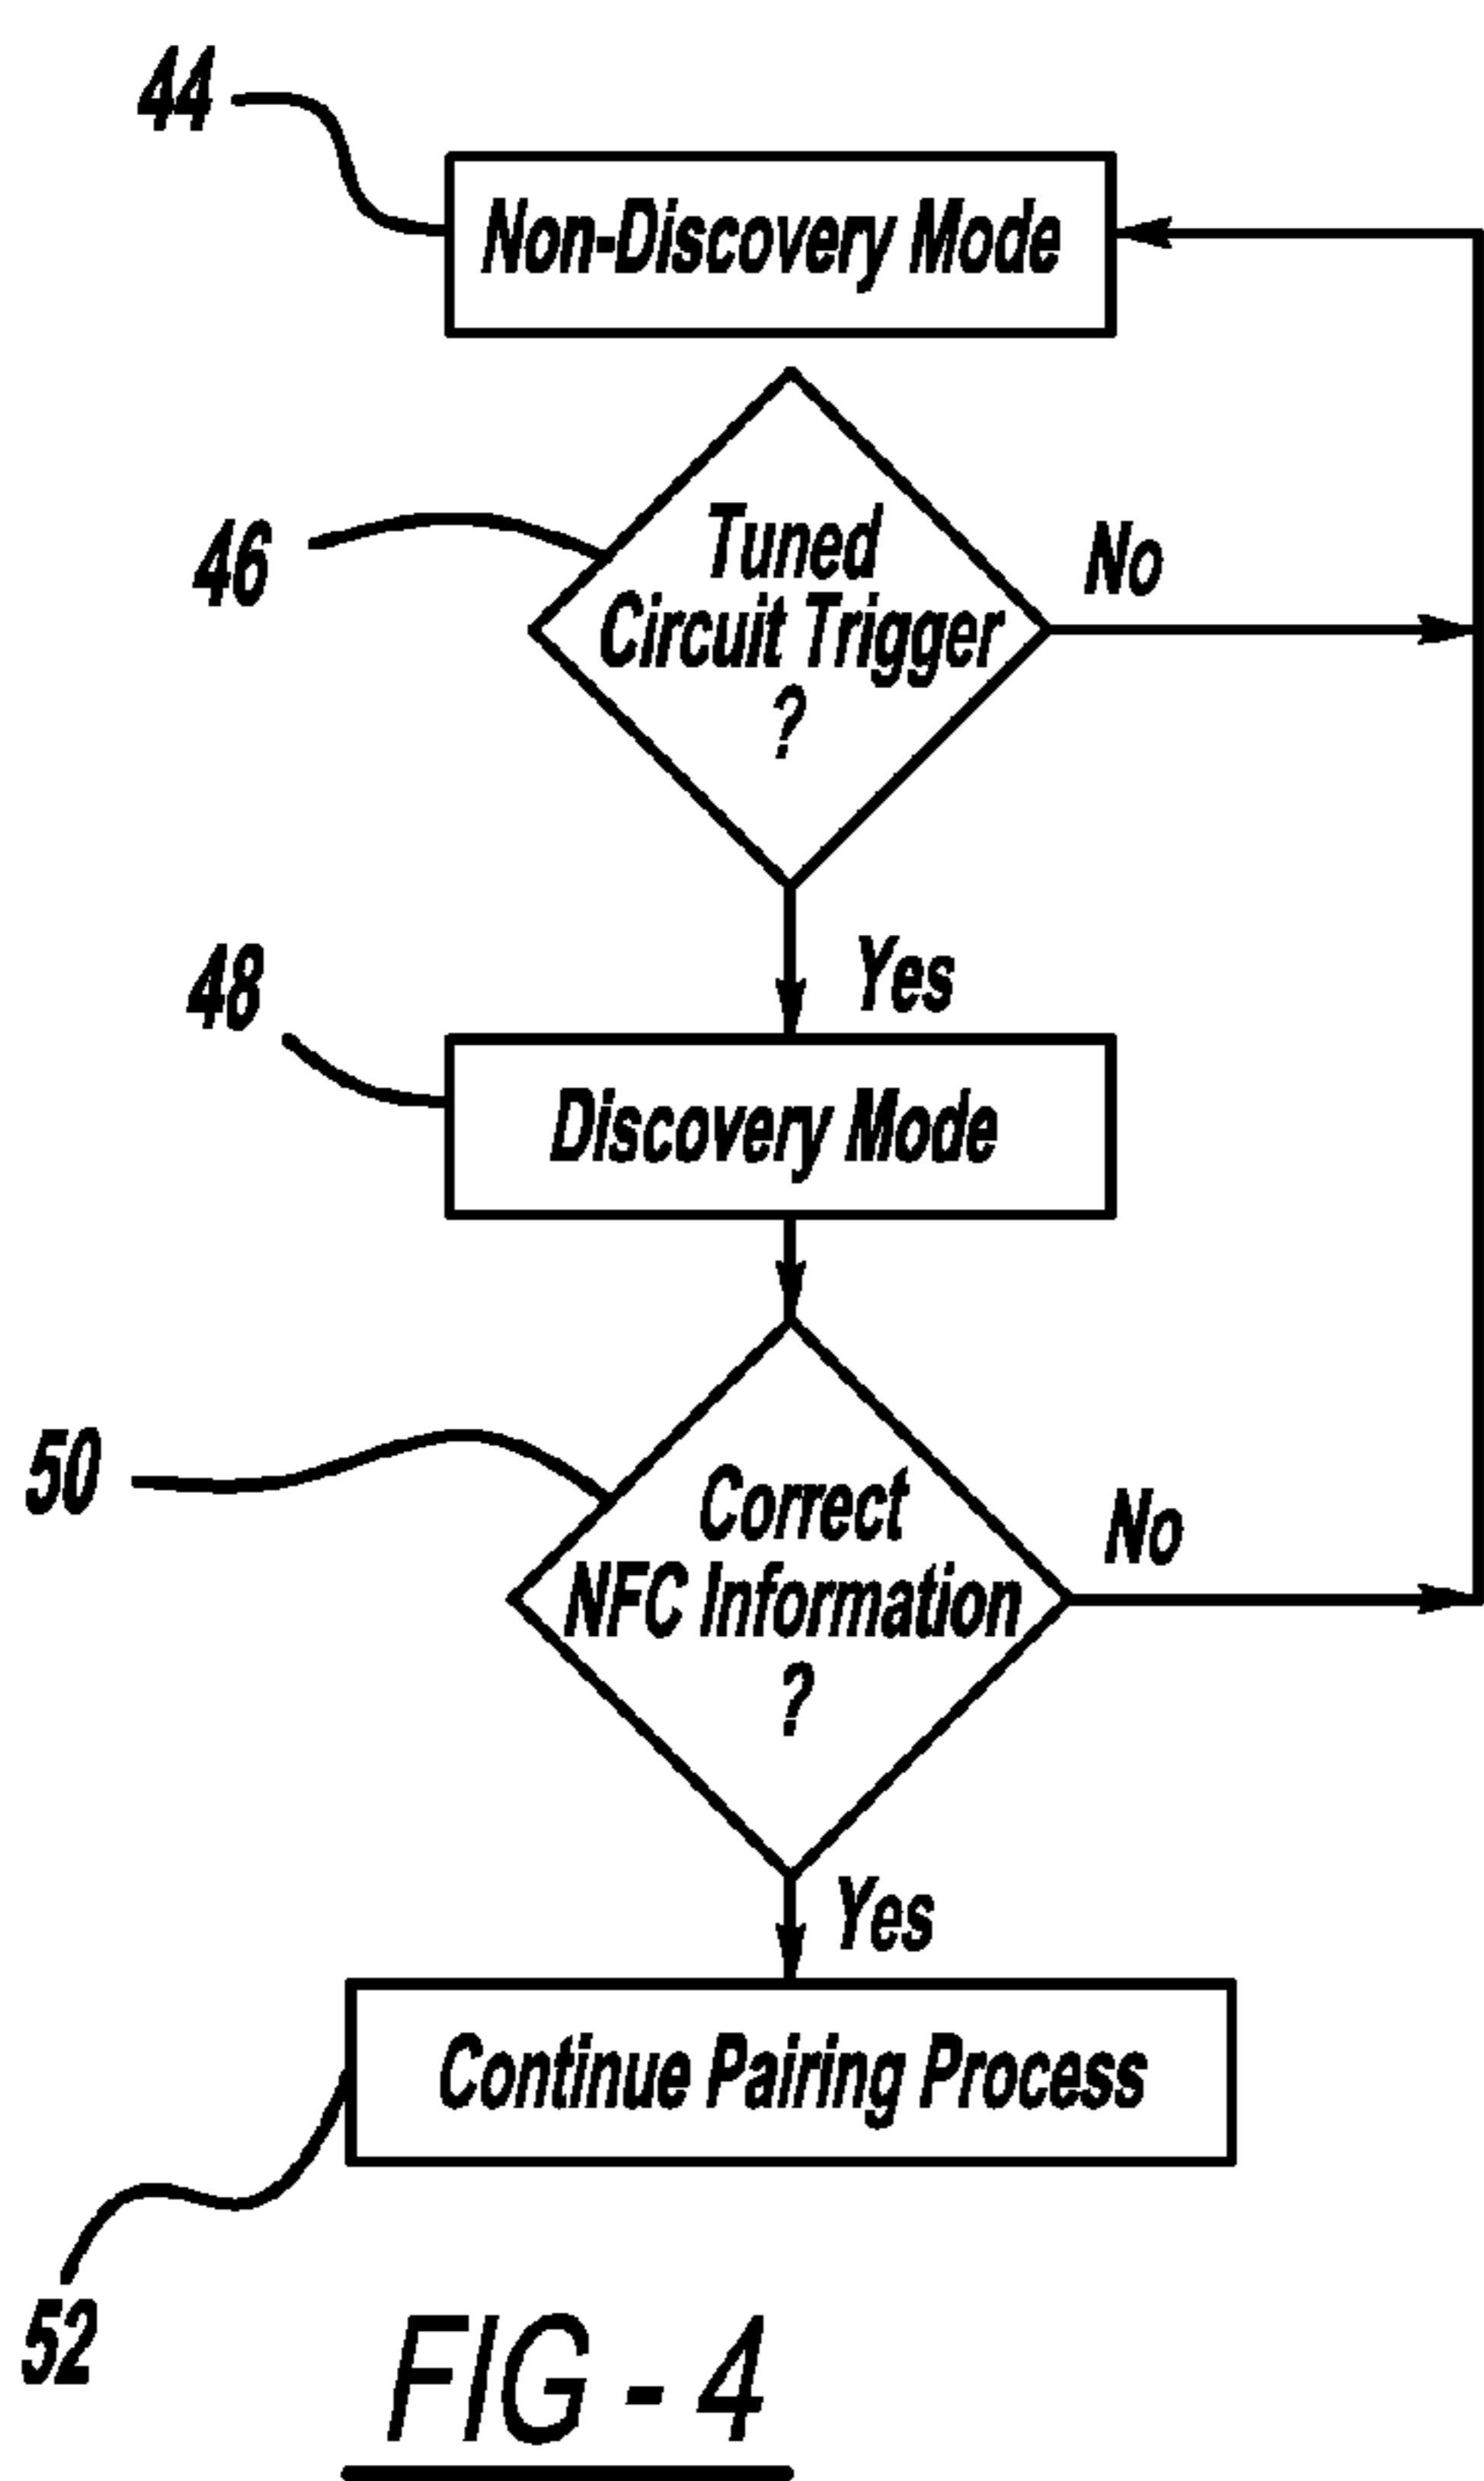 44
Non-Discovery Mode
46
Tuned
Circuit Trigger
?
No
Yes
48
Discovery Mode
50
Correct
NFC Information
?
No
Yes
Continue Pairing Process
52
FIG - 4